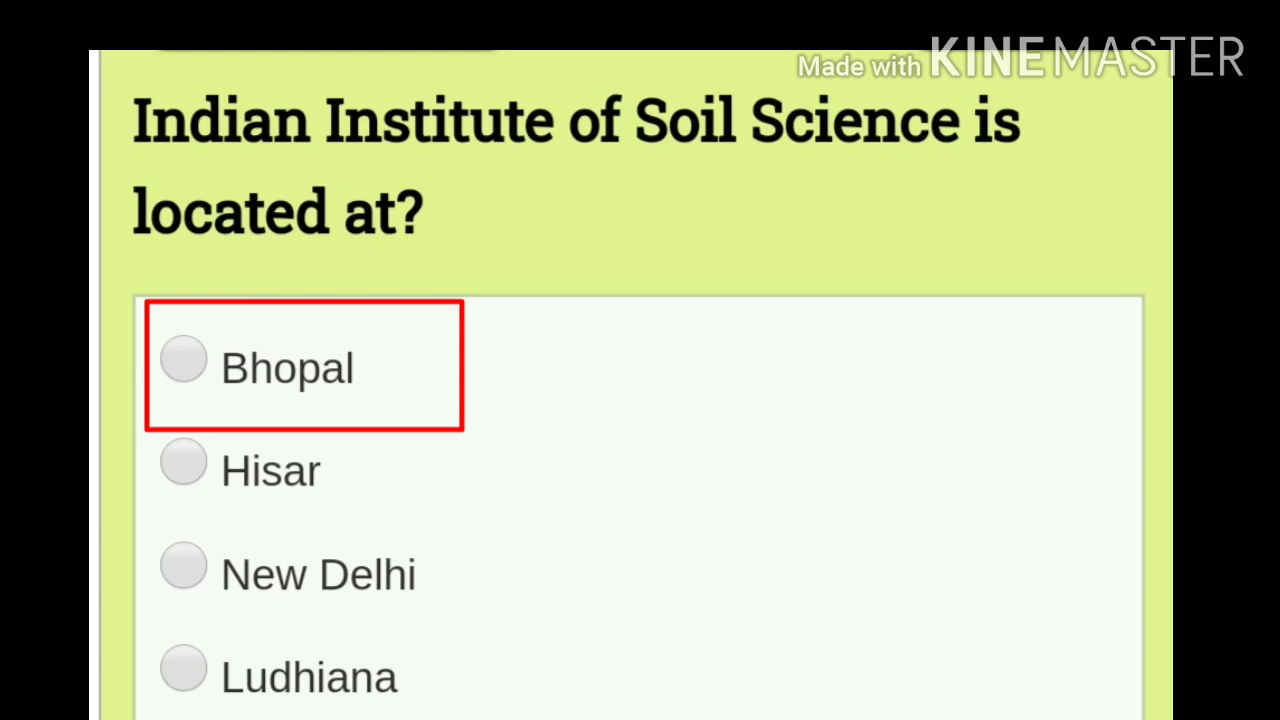 Made with KINEMASTER
Indian Institute of Soil Science is
located at?
Bhopal
Hisar
New Delhi
Ludhiana